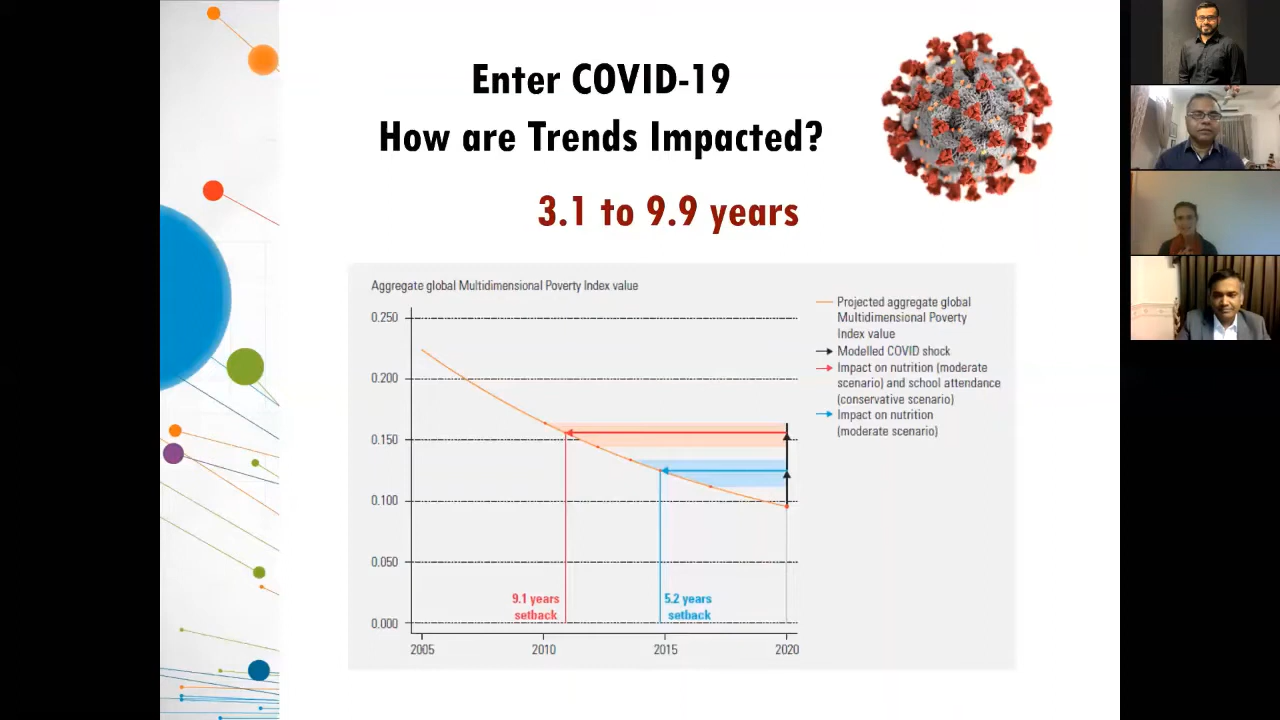 Enter COVID-19
How are Trends Impacted?
3.1 to 9.9 years
Aggregate global Multidimensional Poverty Index value
0.250
0.200
0.150
0.100
0.050
0.000
9.1 years
setback
5.2 years
setback
2005
2010
2015
2020
Projected aggregate global
Multidimensional Poverty
Index value
Modelled COVID shock
Impact on nutrition (moderate
scenario) and school attendance
(conservative scenario)
Impact on nutrition
(moderate scenario)